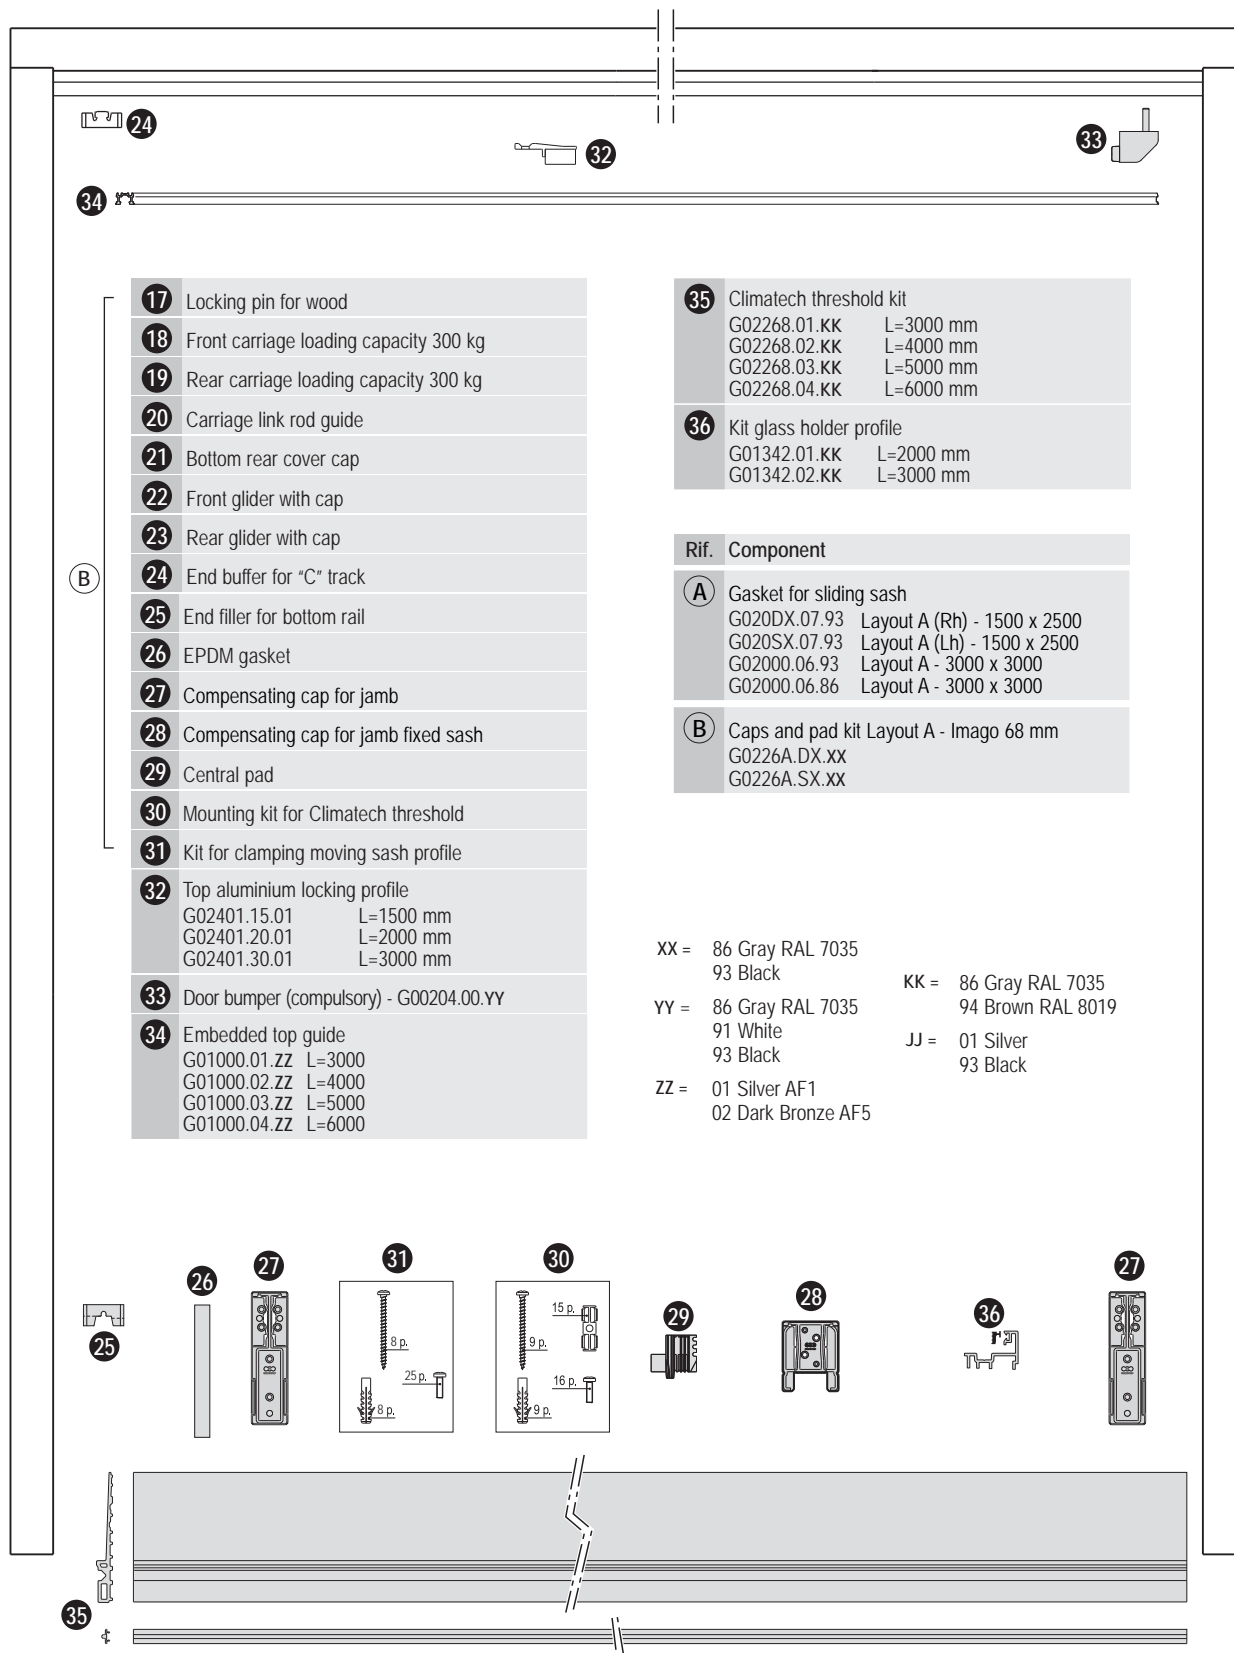 24
32
33
34
B
17 Locking pin for wood
18 Front carriage loading capacity 300 kg
19 Rear carriage loading capacity 300 kg
20 Carriage link rod guide
21 Bottom rear cover cap
22 Front glider with cap
23 Rear glider with cap
24 End buffer for “C” track
25 End filler for bottom rail
26 EPDM gasket
27 Compensating cap for jamb
28 Compensating cap for jamb fixed sash
29 Central pad
30 Mounting kit for Climatech threshold
31 Kit for clamping moving sash profile
32 Top aluminium locking profile
G02401.15.01 L=1500 mm
G02401.20.01 L=2000 mm
G02401.30.01 L=3000 mm
33 Door bumper (compulsory) - G00204.00.YY
34 Embedded top guide
G01000.01.ZZ L=3000
G01000.02.ZZ L=4000
G01000.03.ZZ L=5000
G01000.04.ZZ L=6000
35 Climatech threshold kit
G02268.01.KK L=3000 mm
G02268.02.KK L=4000 mm
G02268.03.KK L=5000 mm
G02268.04.KK L=6000 mm
36 Kit glass holder profile
G01342.01.KK L=2000 mm
G01342.02.KK L=3000 mm
Rif. Component
A Gasket for sliding sash
G020DX.07.93 Layout A (Rh) - 1500 x 2500
G020SX.07.93 Layout A (Lh) - 1500 x 2500
G02000.06.93 Layout A - 3000 x 3000
G02000.06.86 Layout A - 3000 x 3000
B Caps and pad kit Layout A - Imago 68 mm
G0226A.DX.XX
G0226A.SX.XX
XX = 86 Gray RAL 7035
93 Black
YY = 86 Gray RAL 7035
91 White
93 Black
ZZ = 01 Silver AF1
02 Dark Bronze AF5
KK = 86 Gray RAL 7035
94 Brown RAL 8019
JJ = 01 Silver
93 Black
25
26
27
31
8 p.
25 p.
8 p.
30
15 p.
9 p.
16 p.
9 p.
29
28
36
27
35